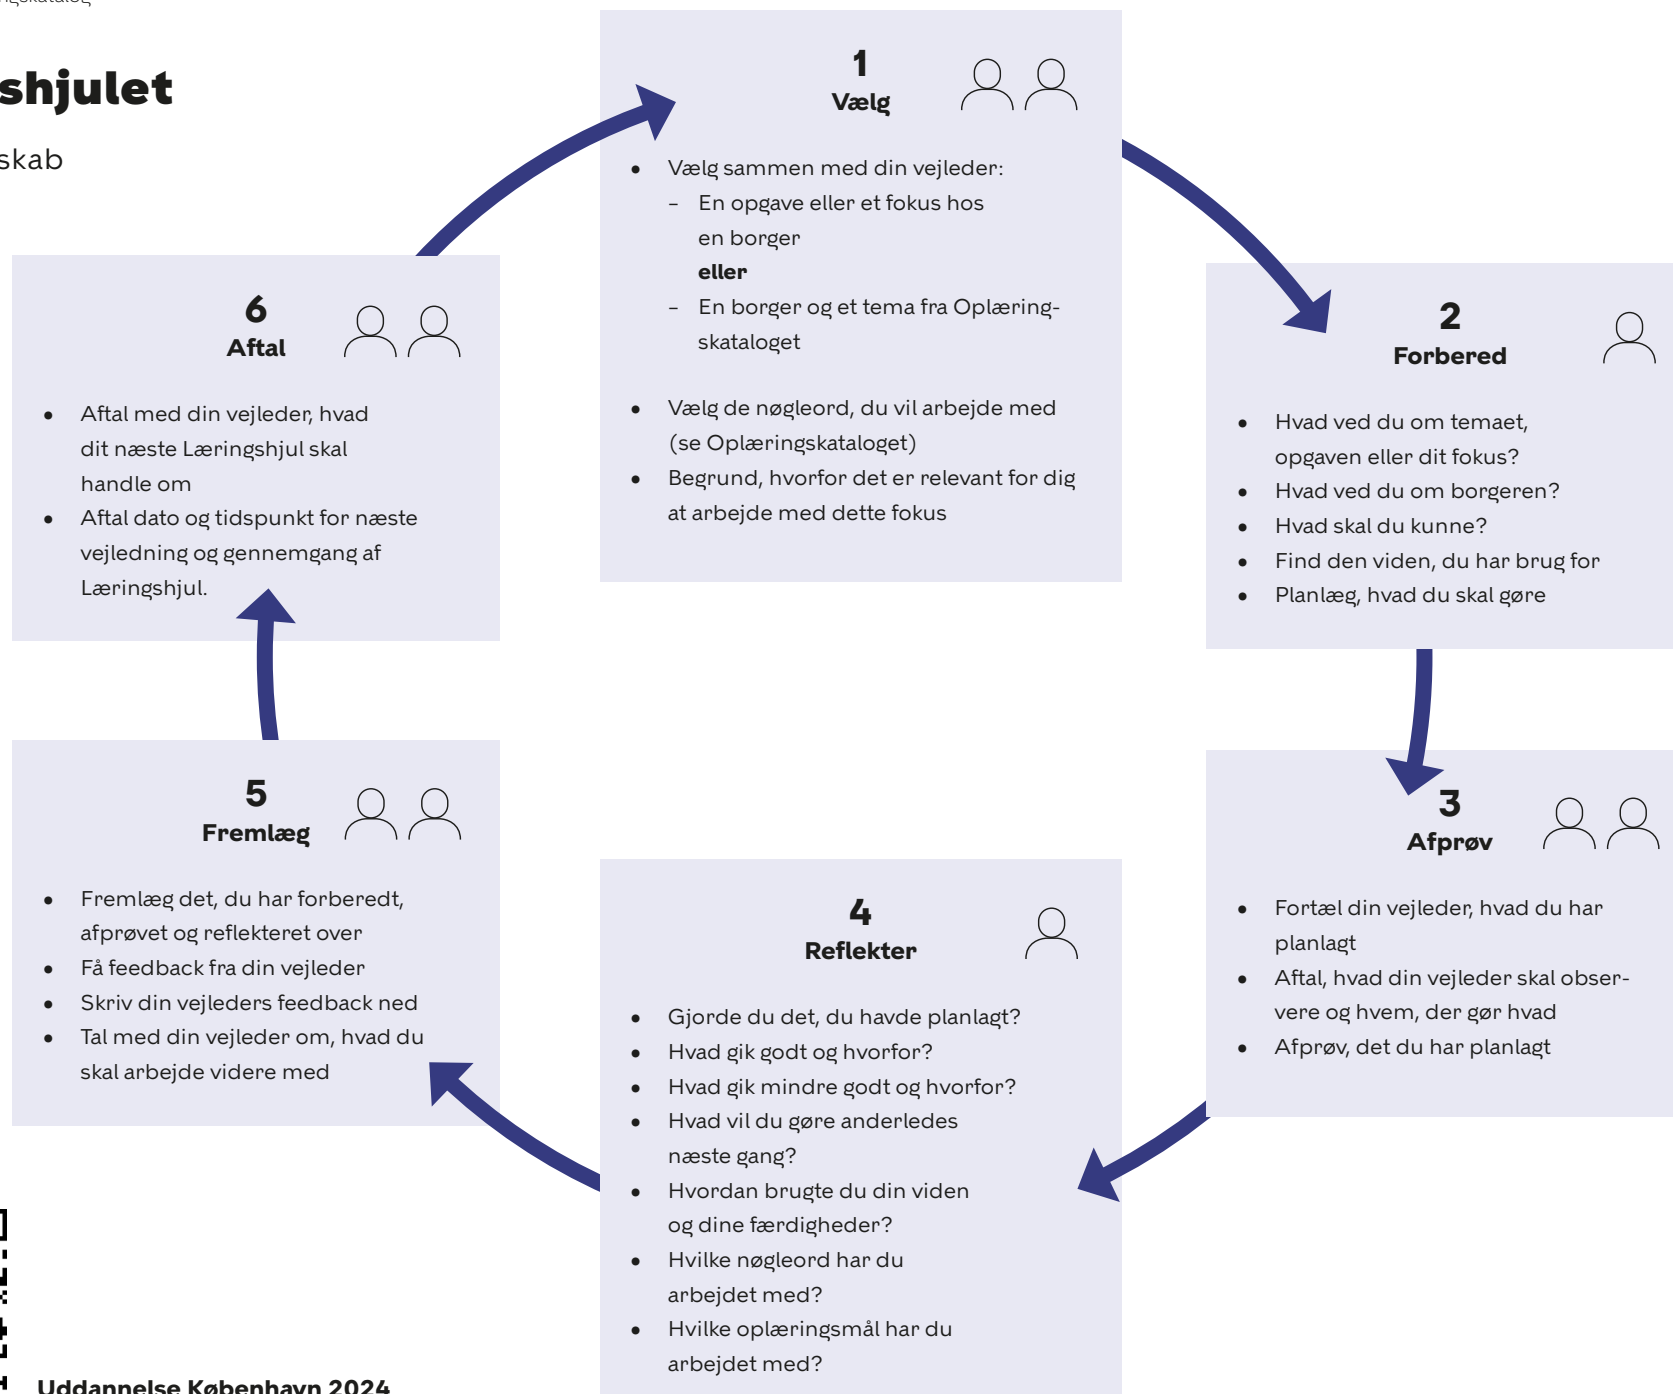 shjulet
skab
1
Vælg
• Vælg sammen med din vejleder:
– En opgave eller et fokus hos
en borger
eller
– En borger og et tema fra Oplæring-
skataloget
• Vælg de nøgleord, du vil arbejde med
(se Oplæringskataloget)
• Begrund, hvorfor det er relevant for dig
at arbejde med dette fokus
2
Forbered
• Hvad ved du om temaet,
opgaven eller dit fokus?
• Hvad ved du om borgeren?
• Hvad skal du kunne?
• Find den viden, du har brug for
• Planlæg, hvad du skal gøre
3
Afprøv
• Fortæl din vejleder, hvad du har
planlagt
• Aftal, hvad din vejleder skal obser-
vere og hvem, der gør hvad
• Afprøv, det du har planlagt
4
Reflekter
• Gjorde du det, du havde planlagt?
• Hvad gik godt og hvorfor?
• Hvad gik mindre godt og hvorfor?
• Hvad vil du gøre anderledes
næste gang?
• Hvordan brugte du din viden
og dine færdigheder?
• Hvilke nøgleord har du
arbejdet med?
• Hvilke oplæringsmål har du
arbejdet med?
5
Fremlæg
• Fremlæg det, du har forberedt,
afprøvet og reflekteret over
• Få feedback fra din vejleder
• Skriv din vejleders feedback ned
• Tal med din vejleder om, hvad du
skal arbejde videre med
6
Aftal
• Aftal med din vejleder, hvad
dit næste Læringshjul skal
handle om
• Aftal dato og tidspunkt for næste
vejledning og gennemgang af
Læringshjul.
Uddannelse København 2024